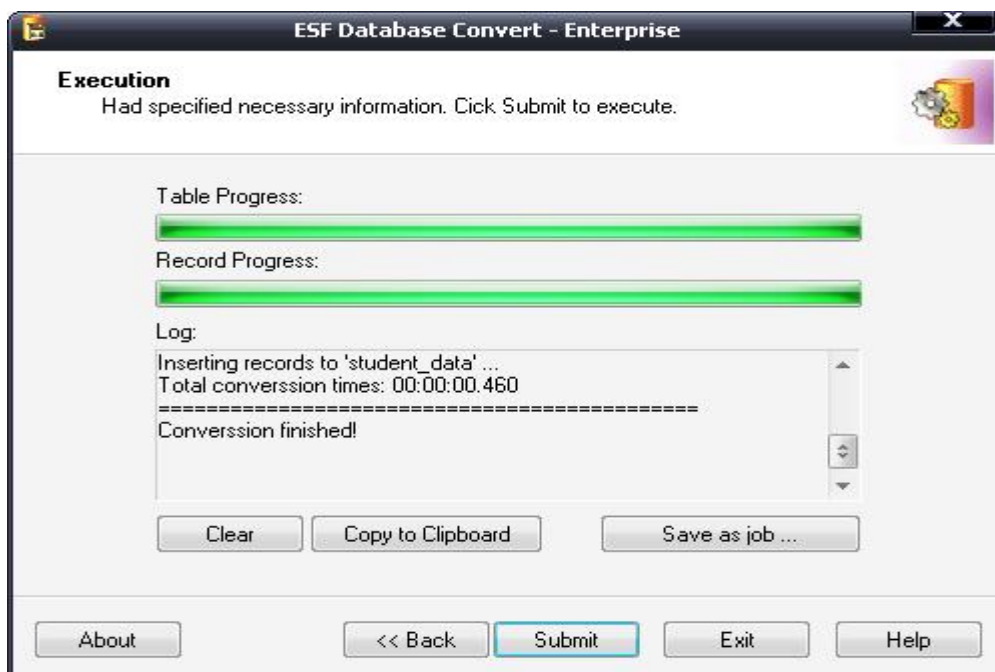 ESF Database Convert - Enterprise
X
Execution
Had specified necessary information. Cick Submit to execute.
Table Progress:
Record Progress:
Log:
Inserting records to 'student_data' ...
Total converssion times: 00:00:00.460
=============================================
Converssion finished!
Clear
Copy to Clipboard
Save as job ...
About
<< Back
Submit
Exit
Help